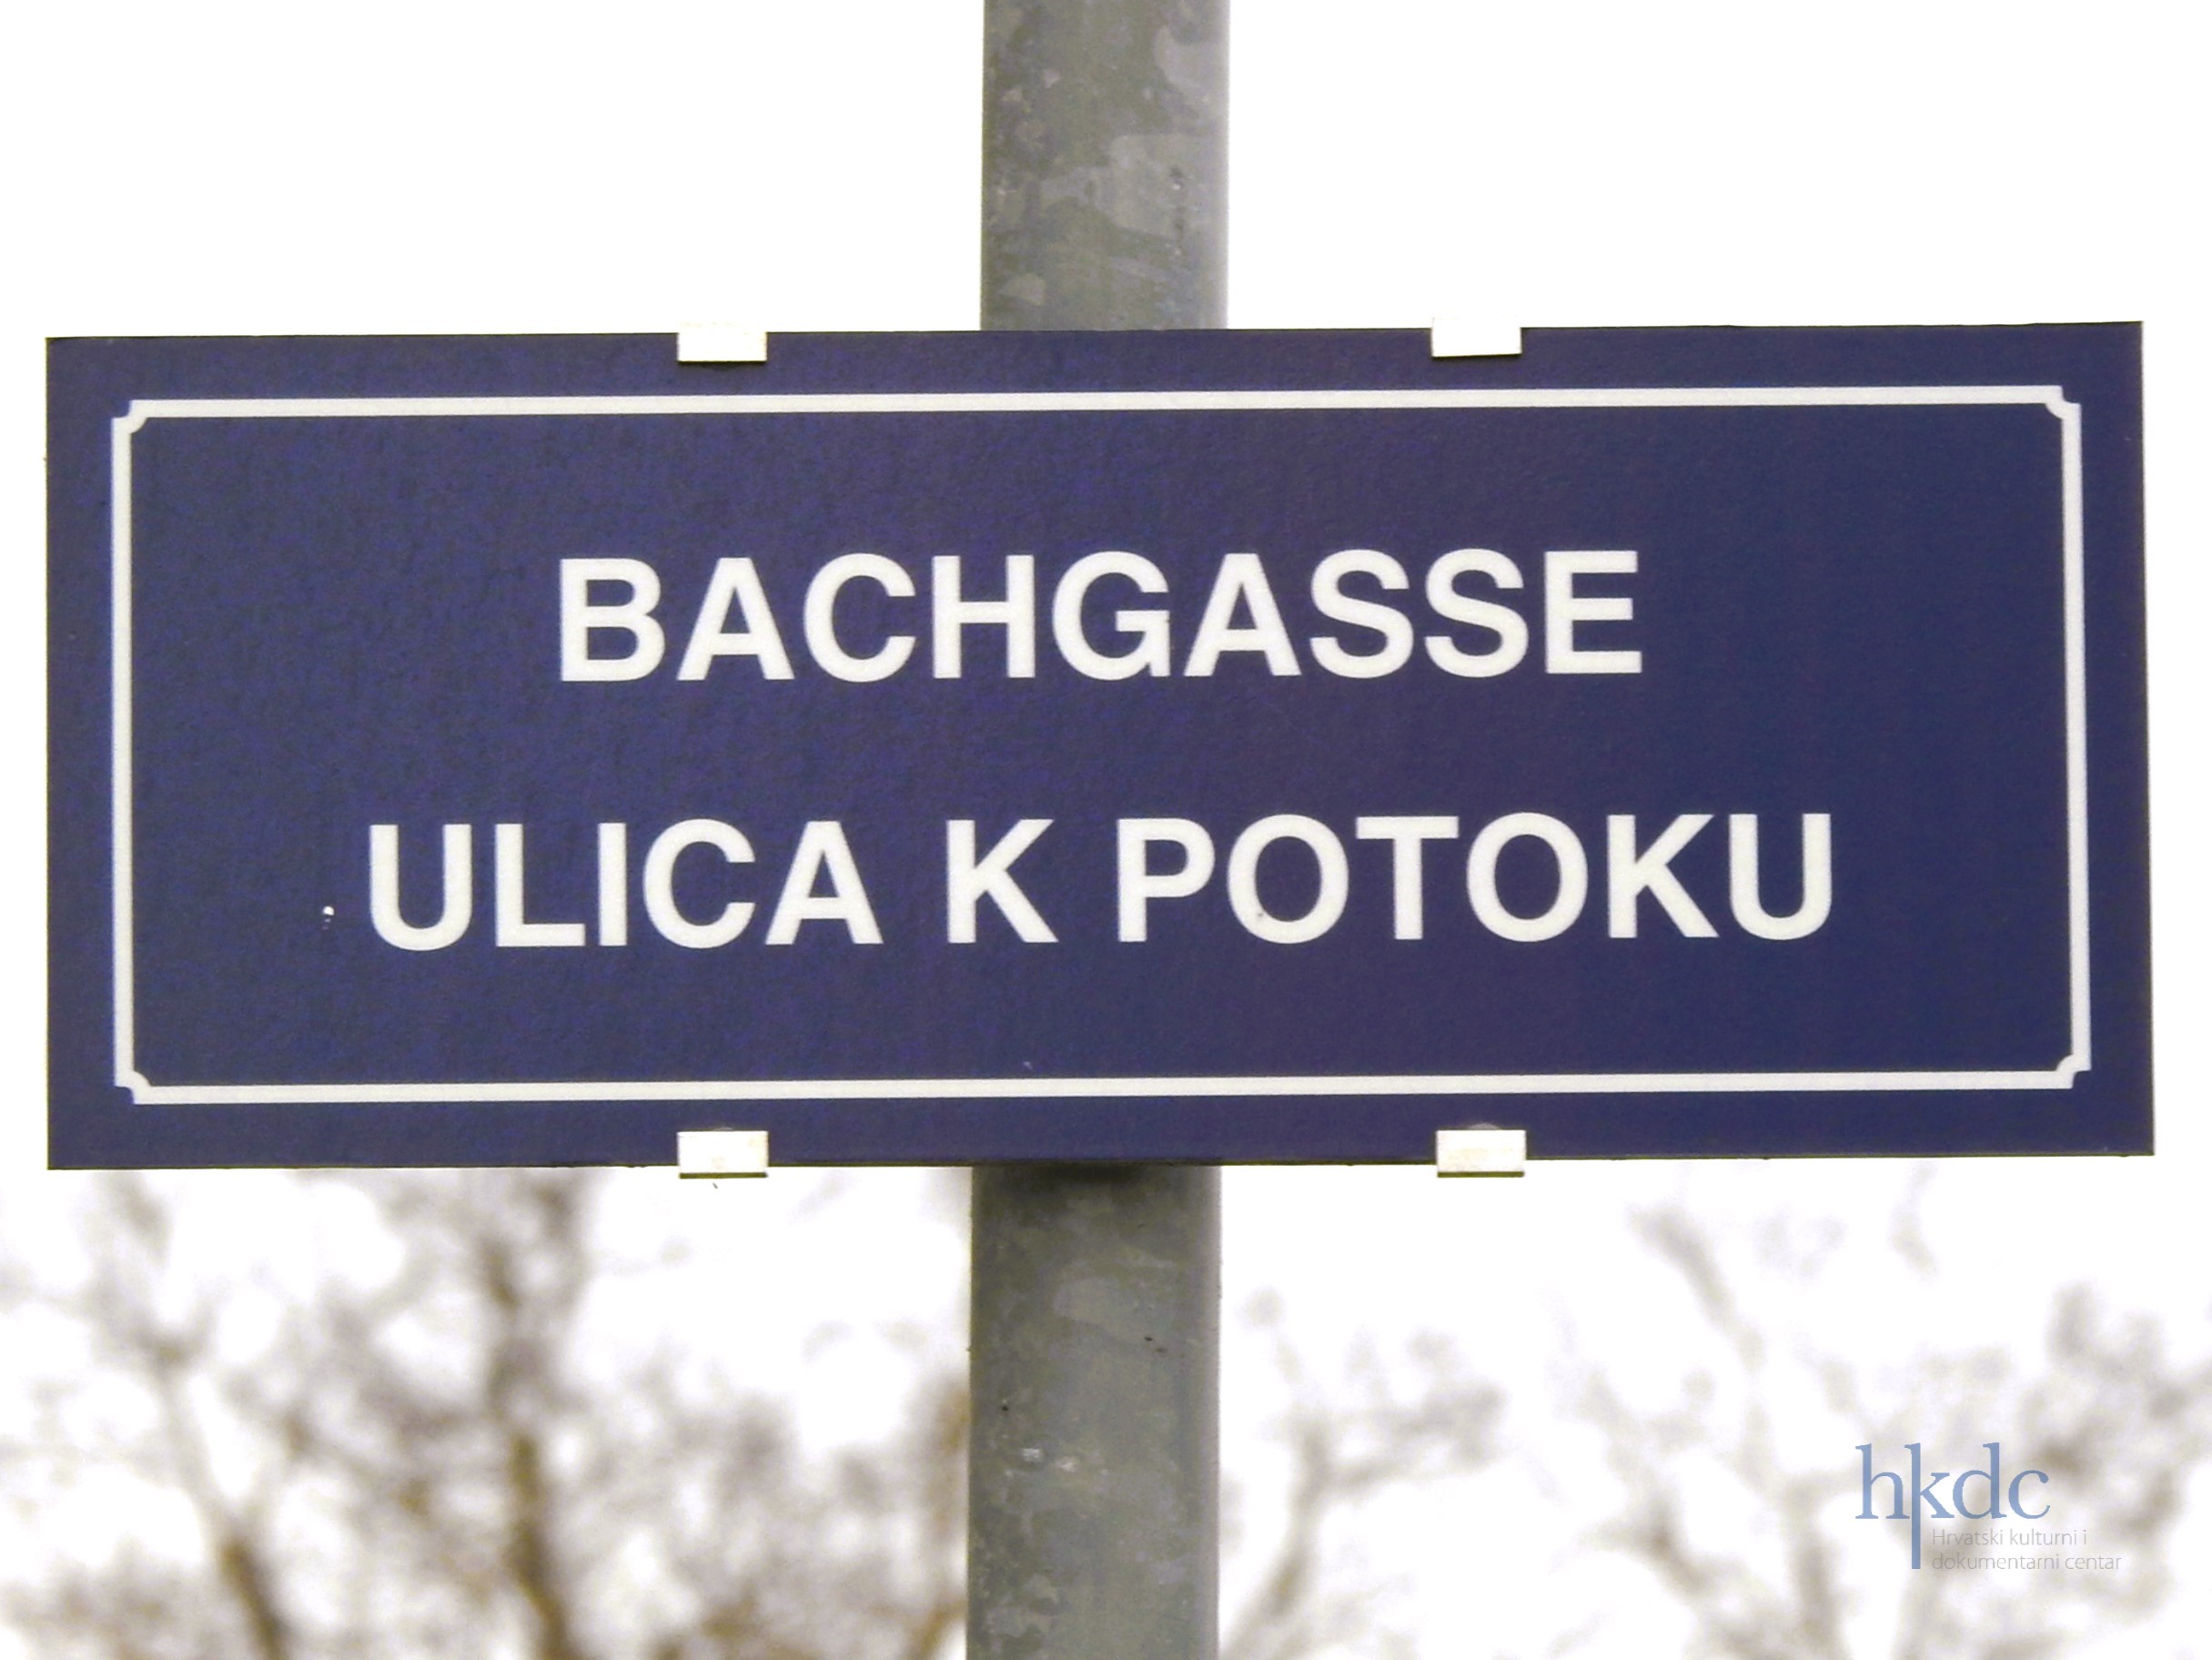 BACHGASSE
ULICA K POTOKU
hkdc
Hrvatski kulturni i
dokumentarni centar